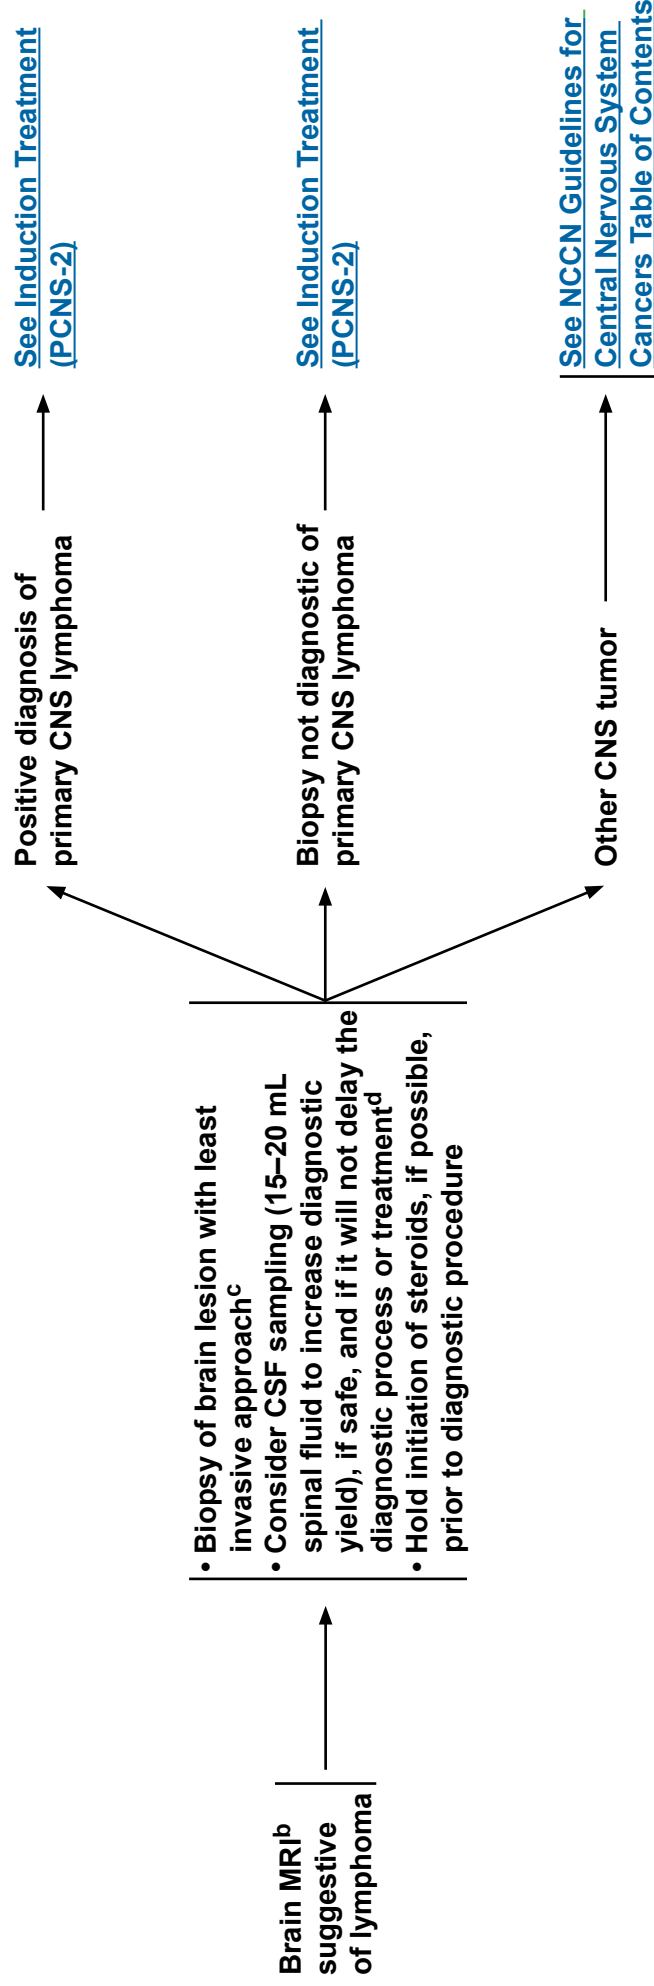 Brain MRIb
suggestive
of lymphoma
• Biopsy of brain lesion with least
invasive approachc
• Consider CSF sampling (15–20 mL
spinal fluid to increase diagnostic
yield), if safe, and if it will not delay the
diagnostic process or treatmentd
• Hold initiation of steroids, if possible,
prior to diagnostic procedure
Positive diagnosis of
primary CNS lymphoma
See Induction Treatment
(PCNS-2)
Biopsy not diagnostic of
primary CNS lymphoma
See Induction Treatment
(PCNS-2)
Other CNS tumor
See NCCN Guidelines for
Central Nervous System
Cancers Table of Contents